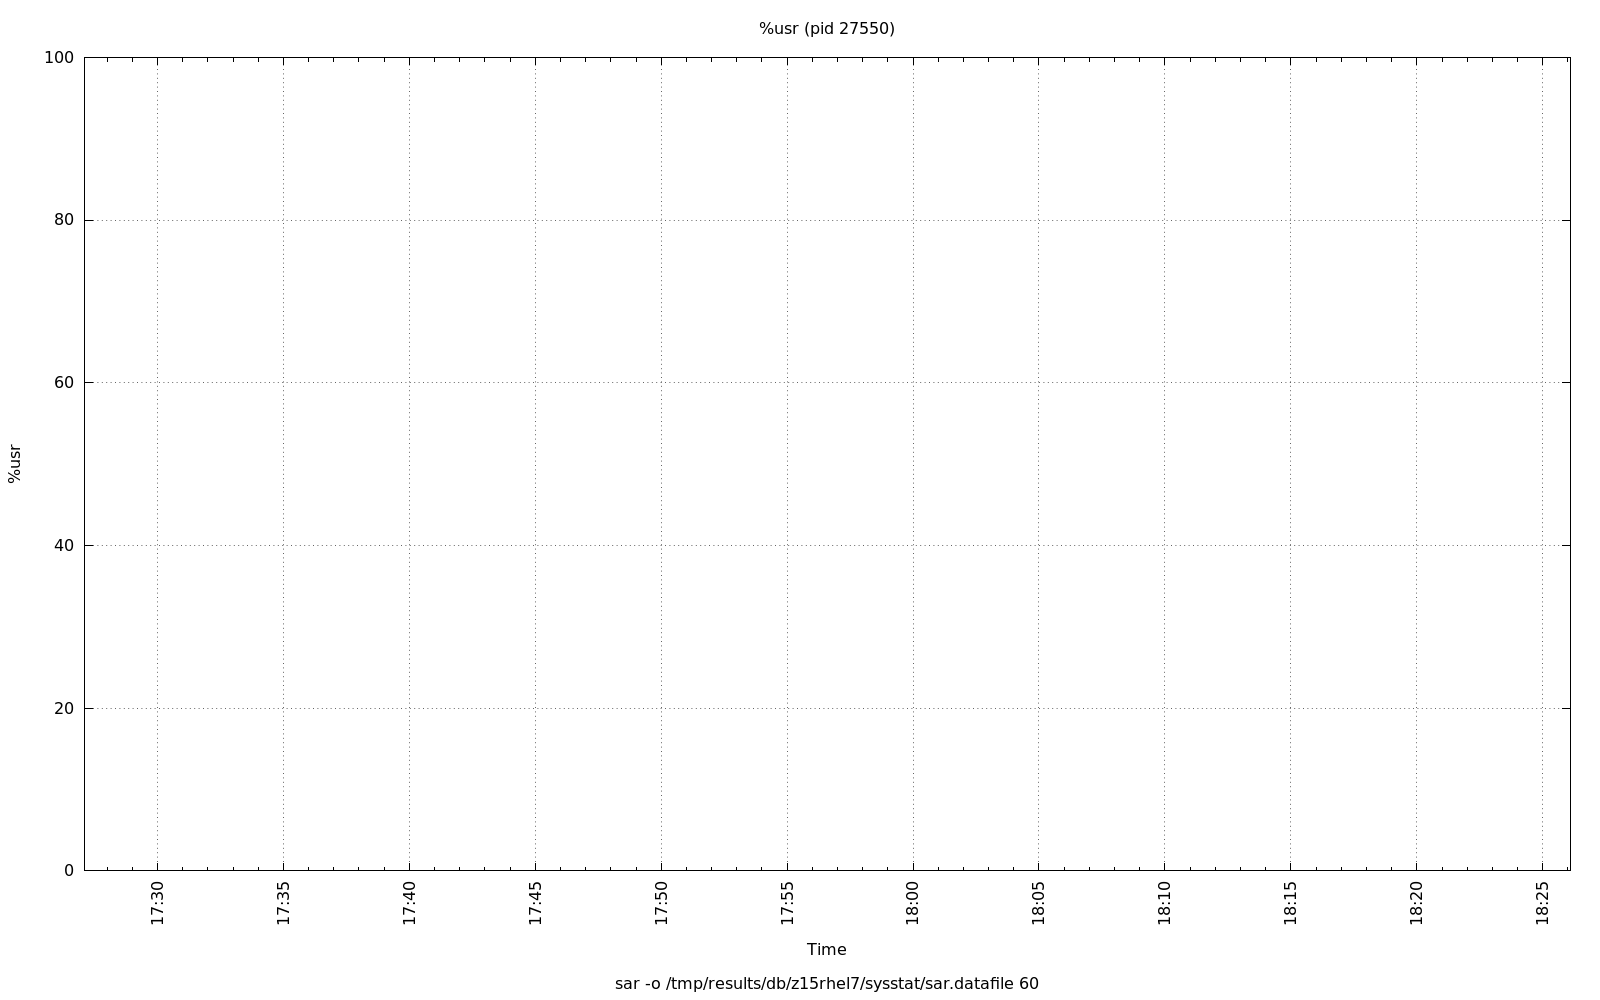 %usr (pid 27550)
100
80
60
40
20
0
%usr
17:30 17:35 17:40 17:45 17:50 17:55 18:00 18:05 18:10 18:15 18:20 18:25
Time
sar -o /tmp/results/db/z15rhel7/sysstat/sar.datafile 60